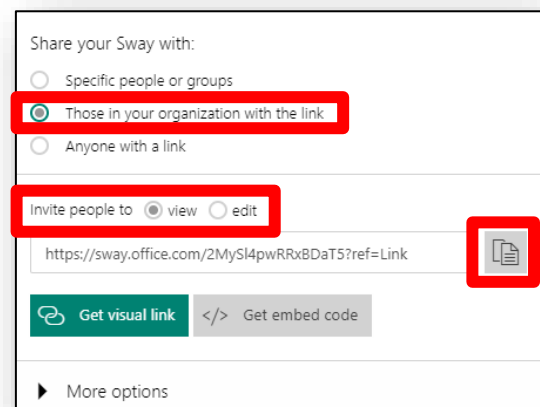 Share your Sway with:
Specific people or groups
Those in your organization with the link
Anyone with a link
Invite people to view edit
https://sway.office.com/2MySl4pwRRxBDaT5?ref=Link
Get visual link </> Get embed code
More options